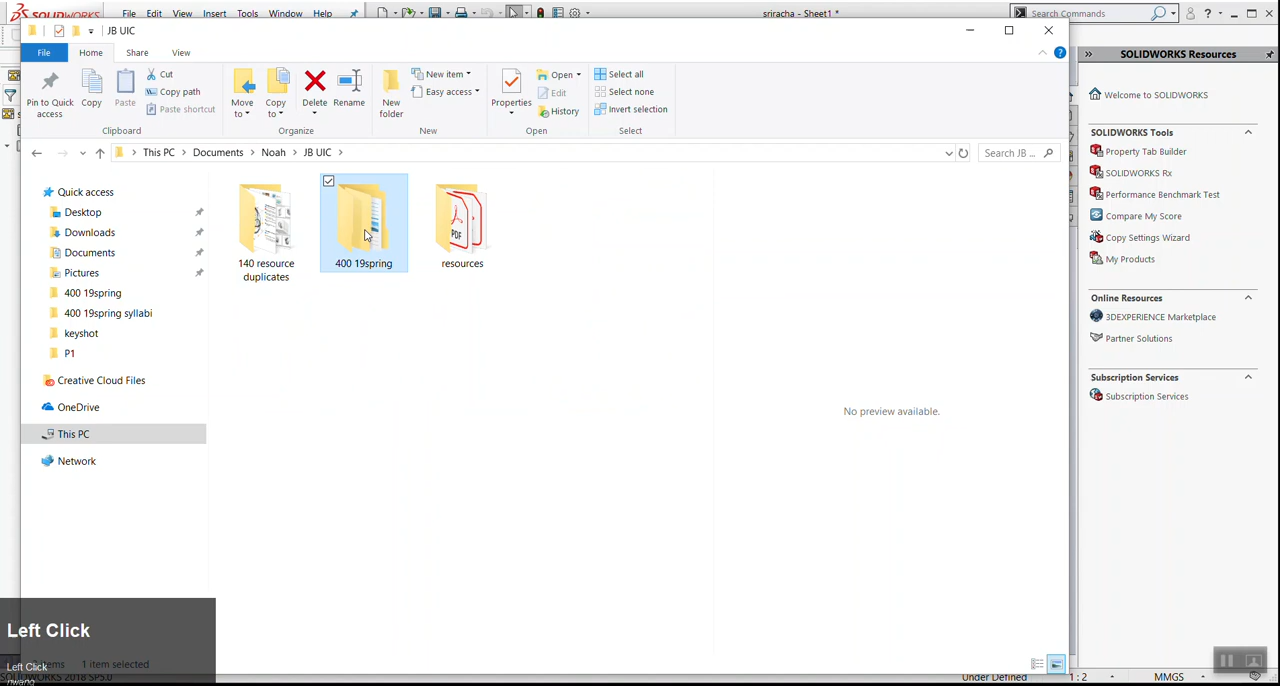 SOLIDWORKS
File Edit View Insert Tools Window Help
sriracha - Sheet1 *
Search Commands
?
JB UIC
File Home Share View
Pin to Quick access
Copy
Paste
Cut
Copy path
Paste shortcut
Clipboard
Move to
Copy to
Delete
Rename
Organize
New folder
New item
Easy access
New
Properties
Open
Edit
History
Open
Select all
Select none
Invert selection
Select
This PC > Documents > Noah > JB UIC >
Search JB ...
Quick access
Desktop
Downloads
Documents
Pictures
400 19spring
400 19spring syllabi
keyshot
P1
Creative Cloud Files
OneDrive
This PC
Network
140 resource
duplicates
400 19spring
PDF
resources
No preview available.
SOLIDWORKS Resources
Welcome to SOLIDWORKS
SOLIDWORKS Tools
Property Tab Builder
SOLIDWORKS Rx
Performance Benchmark Test
Compare My Score
Copy Settings Wizard
My Products
Online Resources
3DEXPERIENCE Marketplace
Partner Solutions
Subscription Services
Subscription Services
Left Click
Left Click
items 1 item selected
SOLIDWORKS 2018 SP5.0
Under Defined 1 : 2 MMGS